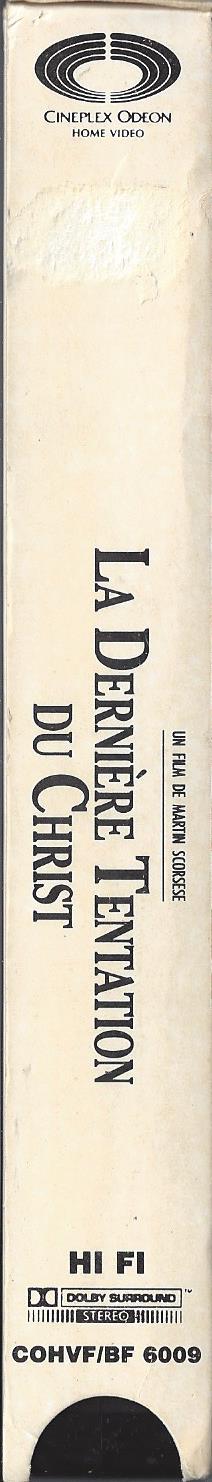 CINEPLEX ODEON
HOME VIDEO
UN FILM DE MARTIN SCORSESE
LA DERNIÈRE TENTATION
DU CHRIST
HI FI
DOLBY SURROUND™
STEREO
COHVF/BF 6009